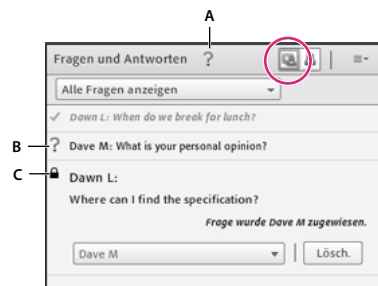 A
Fragen und Antworten ?
Alle Fragen anzeigen
Dawn L: When do we break for lunch?
B ? Dave M: What is your personal opinion?
C Dawn L:
Where can I find the specification?
Frage wurde Dave M zugewiesen.
Dave M Lösch.